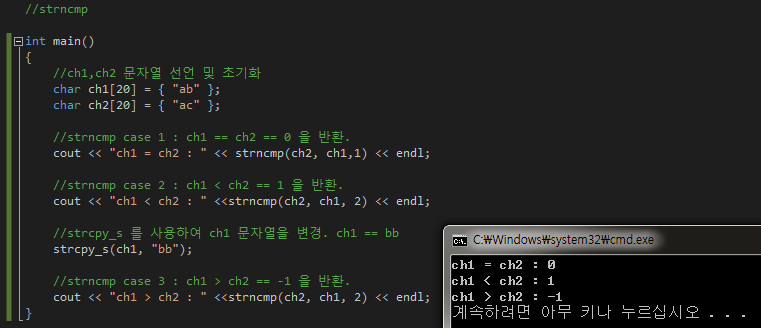 //strncmp
int main()
{
//ch1,ch2 문자열 선언 및 초기화
char ch1[20] = { "ab" };
char ch2[20] = { "ac" };
//strncmp case 1 : ch1 == ch2 == 0 을 반환.
cout << "ch1 = ch2 : " << strncmp(ch2, ch1,1) << endl;
//strncmp case 2 : ch1 < ch2 == 1 을 반환.
cout << "ch1 < ch2 : " <<strncmp(ch2, ch1, 2) << endl;
//strcpy_s 를 사용하여 ch1 문자열을 변경. ch1 == bb
strcpy_s(ch1, "bb");
//strncmp case 3 : ch1 > ch2 == -1 을 반환.
cout << "ch1 > ch2 : " <<strncmp(ch2, ch1, 2) << endl;
}
C:₩Windows₩system32₩cmd.exe
ch1 = ch2 : 0
ch1 < ch2 : 1
ch1 > ch2 : -1
계속하려면 아무 키나 누르십시오 . . .